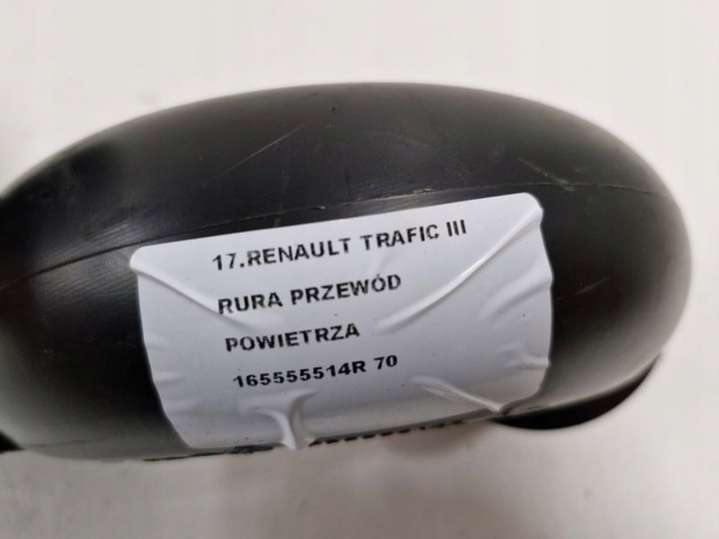 17.RENAULT TRAFIC III
RURA PRZEWÓD
POWIETRZA
165555514R 70